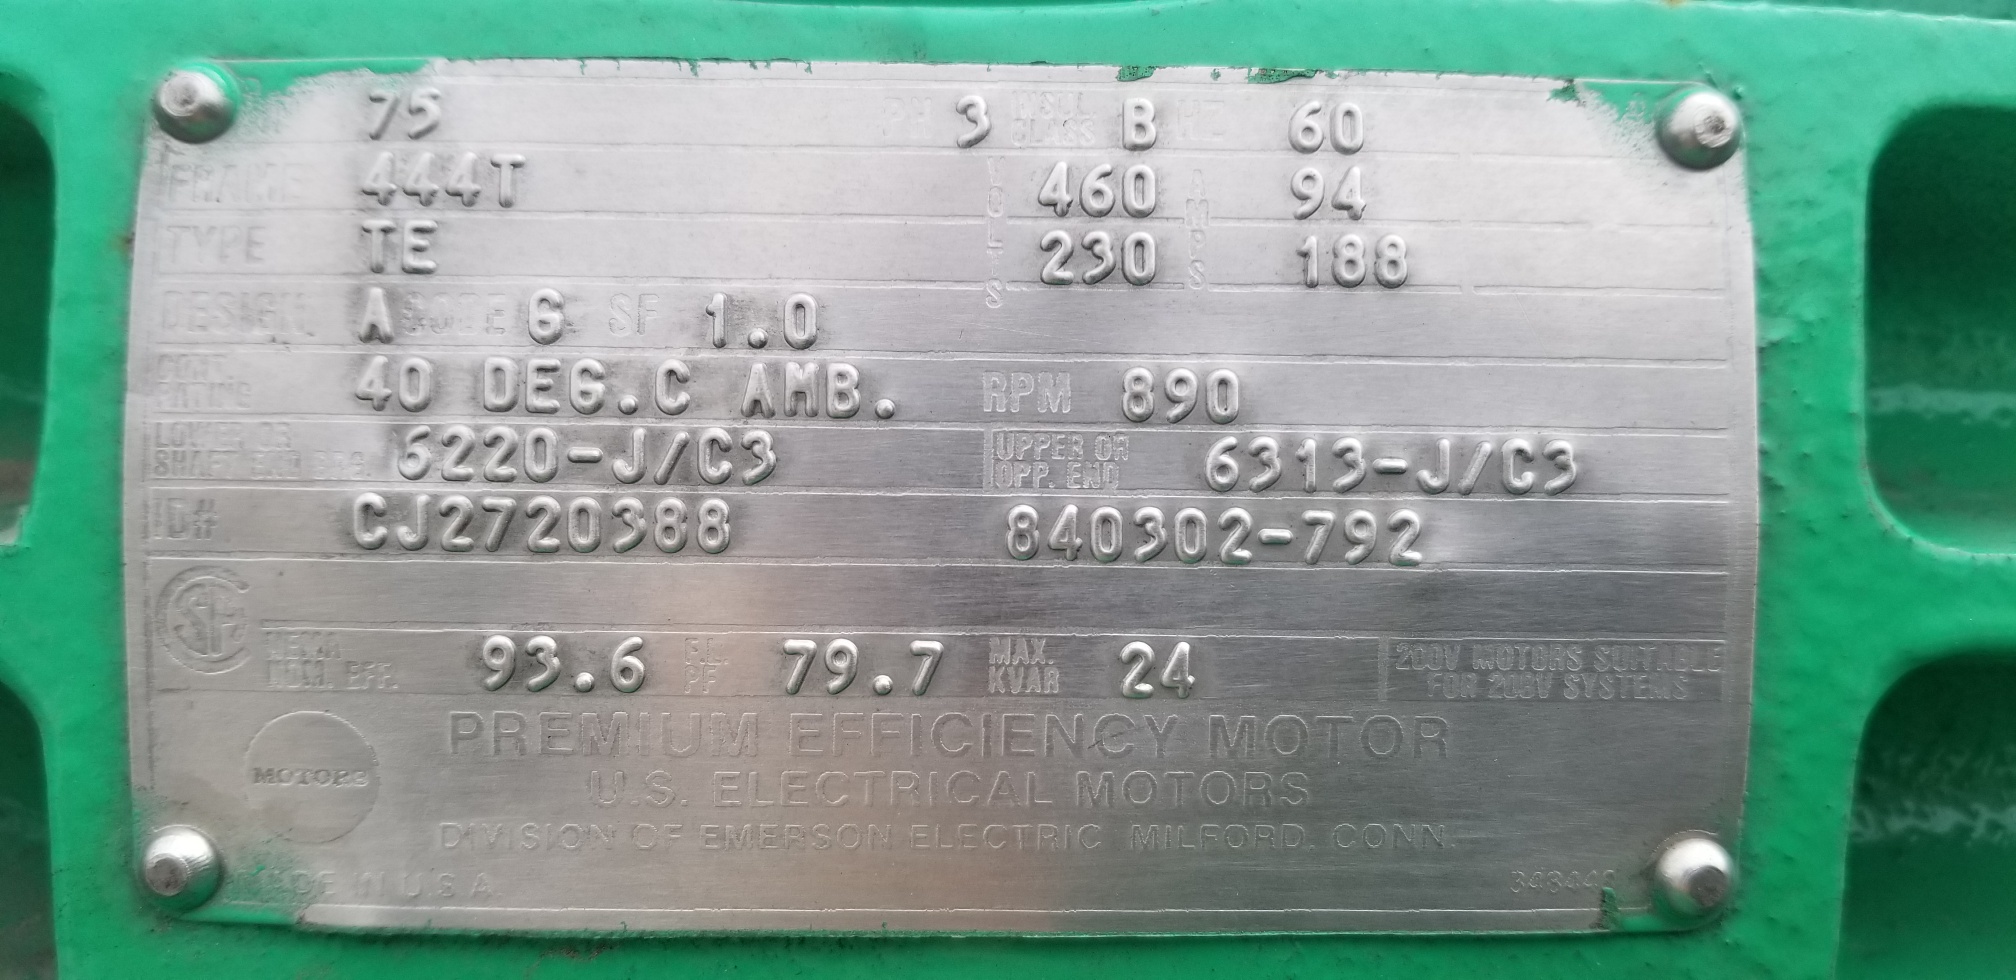 75 PH 3 INSUL CLASS B HZ 60
FRAME 444T VOLTS 460 AMPS 94
TYPE TE 230 188
DESIGN A CODE G SF 1.0
CONT. RATING 40 DEG.C AMB. RPM 890
LOWER OR SHAFT END BRG. 6220-J/C3 UPPER OR OPP. END 6313-J/C3
ID# CJ2720388 840302-792
NEMA NOM. EFF. 93.6 F.L. PF 79.7 MAX. KVAR 24 200V MOTORS SUITABLE FOR 208V SYSTEMS
PREMIUM EFFICIENCY MOTOR
MOTORS
U.S. ELECTRICAL MOTORS
DIVISION OF EMERSON ELECTRIC MILFORD, CONN.
MADE IN U.S.A.